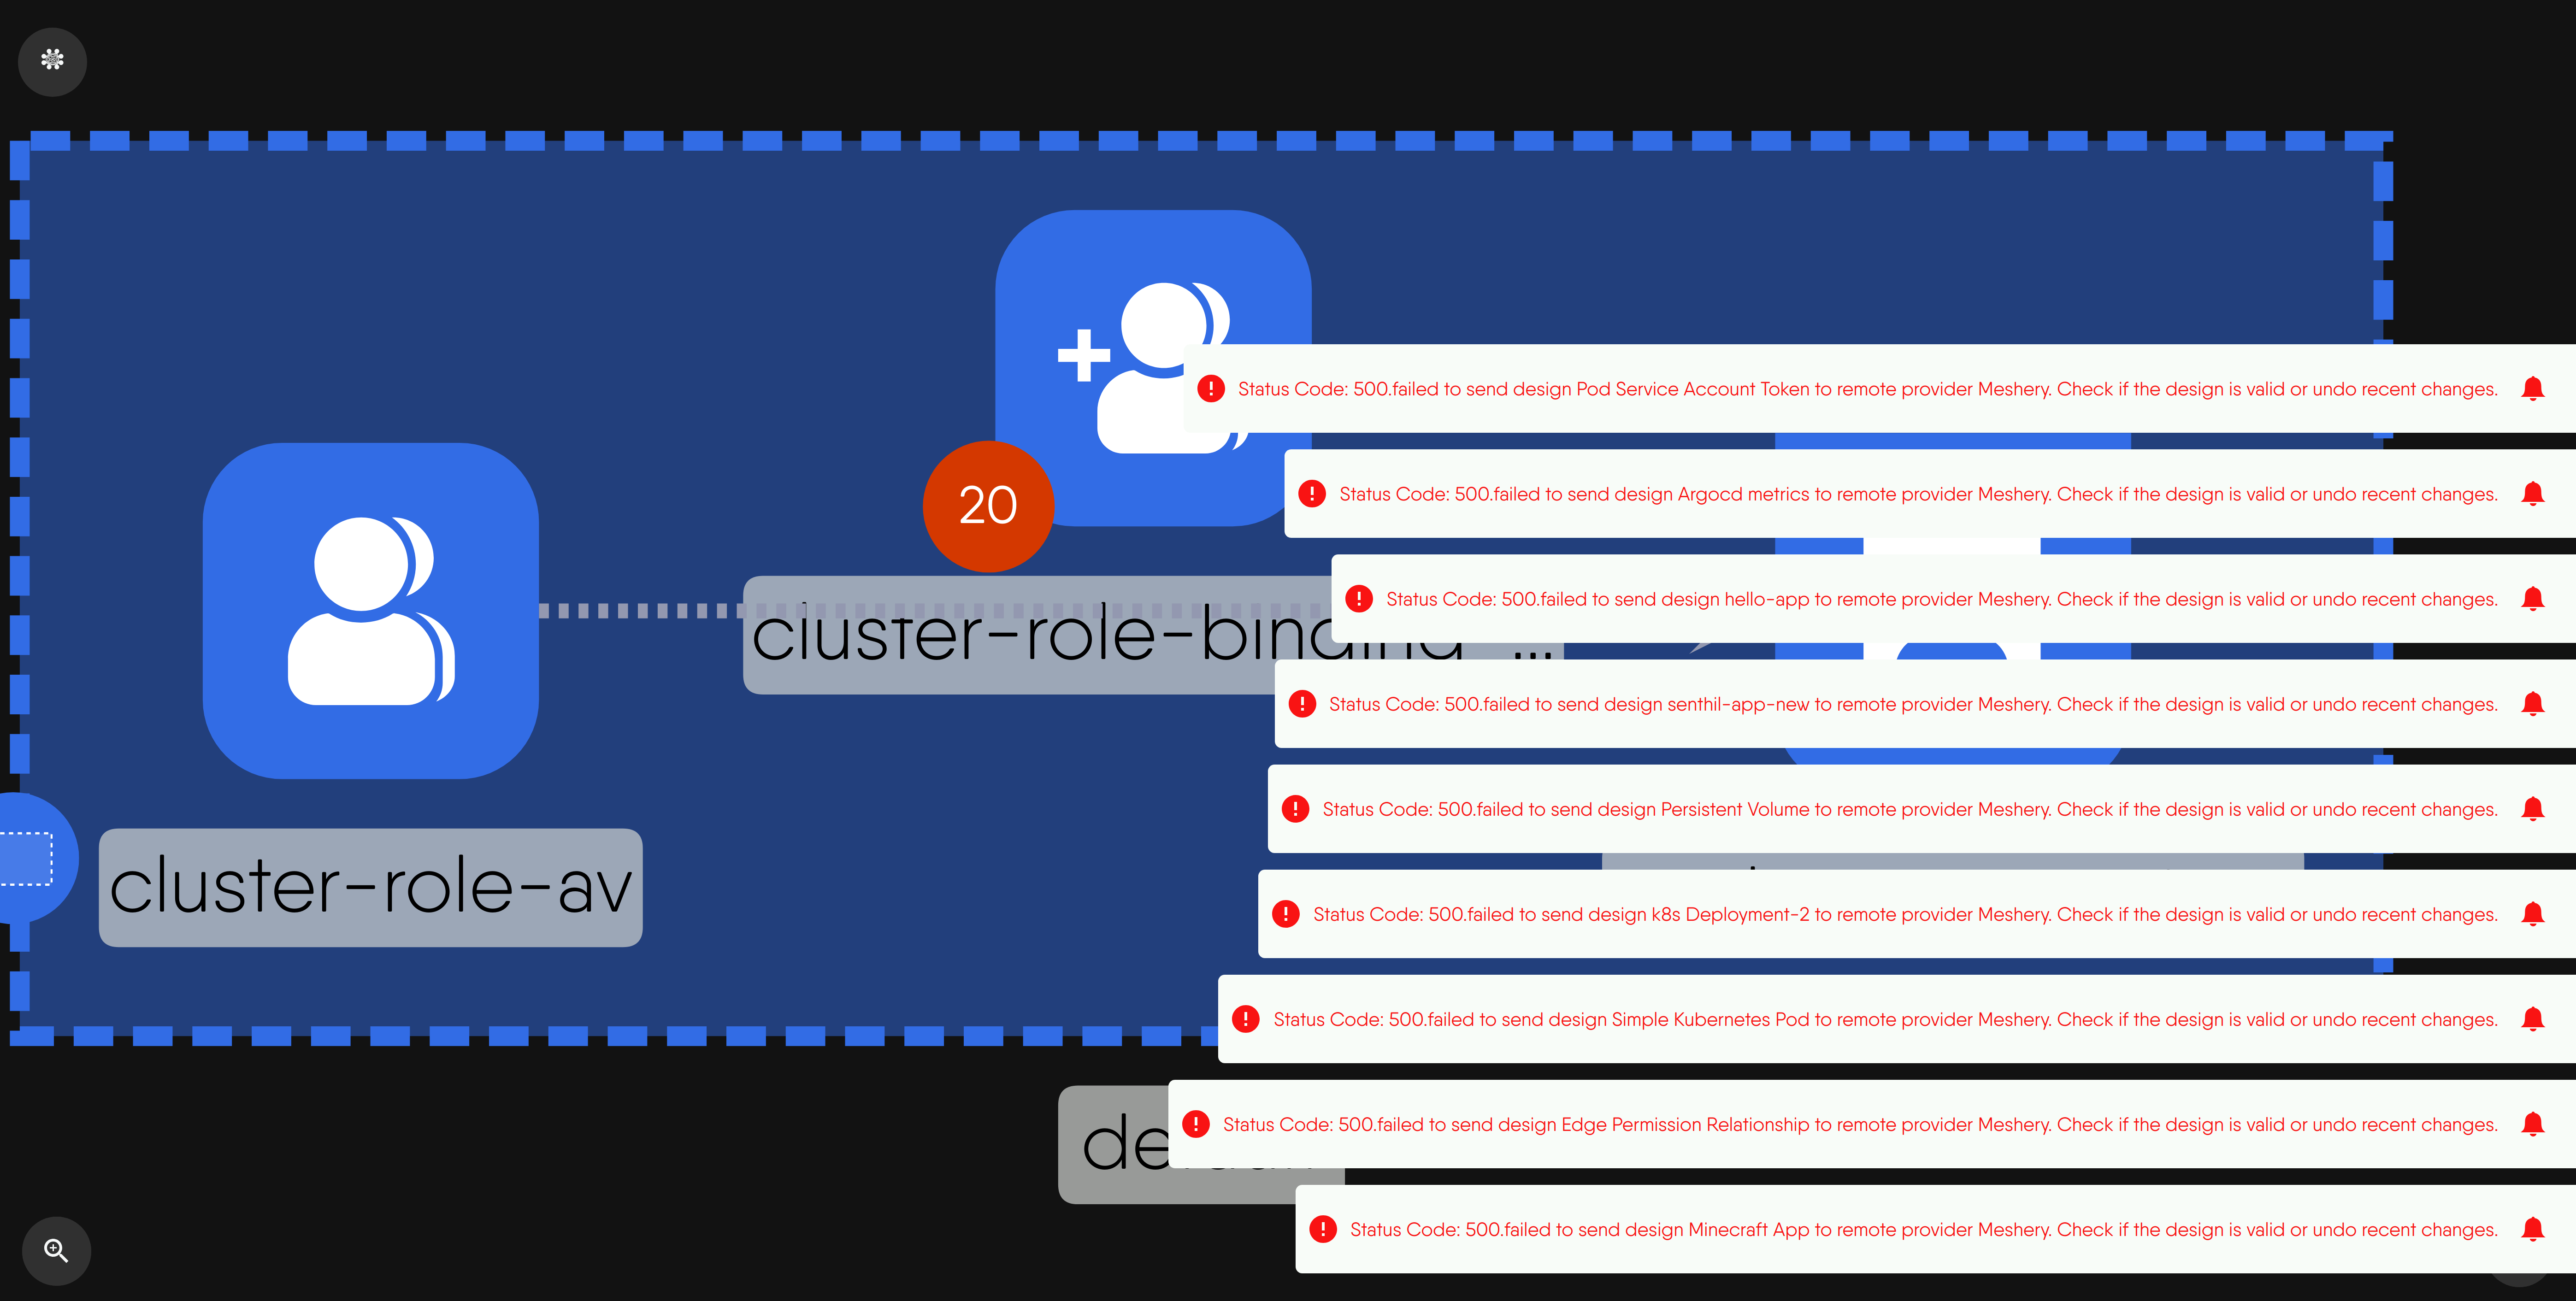 Status Code: 500.failed to send design Pod Service Account Token to remote provider Meshery. Check if the design is valid or undo recent changes.
Status Code: 500.failed to send design Argocd metrics to remote provider Meshery. Check if the design is valid or undo recent changes.
20
Status Code: 500.failed to send design hello-app to remote provider Meshery. Check if the design is valid or undo recent changes.
cluster-role-binding- ...
Status Code: 500.failed to send design senthil-app-new to remote provider Meshery. Check if the design is valid or undo recent changes.
Status Code: 500.failed to send design Persistent Volume to remote provider Meshery. Check if the design is valid or undo recent changes.
cluster-role-av
Status Code: 500.failed to send design k8s Deployment-2 to remote provider Meshery. Check if the design is valid or undo recent changes.
Status Code: 500.failed to send design Simple Kubernetes Pod to remote provider Meshery. Check if the design is valid or undo recent changes.
Status Code: 500.failed to send design Edge Permission Relationship to remote provider Meshery. Check if the design is valid or undo recent changes.
Status Code: 500.failed to send design Minecraft App to remote provider Meshery. Check if the design is valid or undo recent changes.